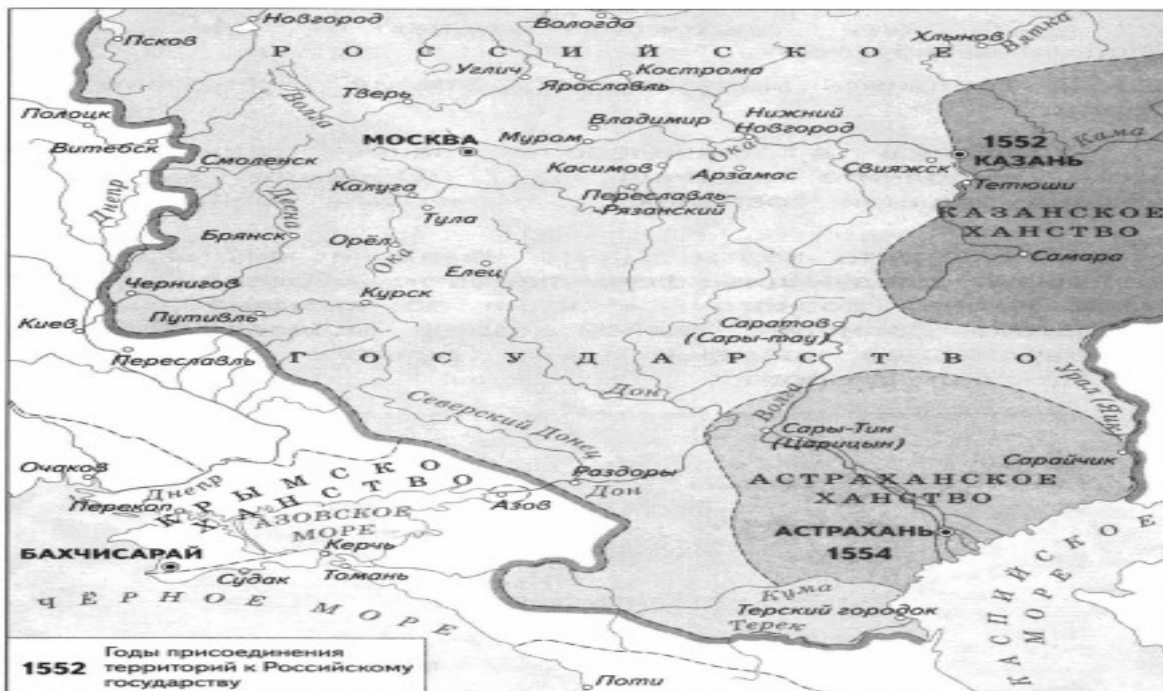 Новгород
Вологда
Псков
Хлынов
Вятка
РОССИЙСКОЕ
Углич
Кострома
Ярославль
Тверь
Волга
Полоцк
Витебск
МОСКВА
Муром
Владимир
Нижний
Новгород
Кама
1552
КАЗАНЬ
Смоленск
Касимов
Ока
Арзамас
Свияжск
Тетюши
Днепр
Десна
Калуга
Тула
Переславль-
Рязанский
КАЗАНСКОЕ
ХАНСТВО
Брянск
Орёл
Ока
Елец
Самара
Чернигов
Курск
Киев
Путивль
Саратов
(Сары-тау)
Переславль
ГОСУДАРСТВО
Урал (Яик)
Дон
Волга
Северский Донец
Сары-Тин
(Царицын)
Очаков
Днепр
КРЫМСКО
ХАНСТВО
Раздоры
Дон
Сарайчик
АСТРАХАНСКОЕ
ХАНСТВО
Перекоп
АЗОВСКОЕ
МОРЕ
Азов
АСТРАХАНЬ
1554
БАХЧИСАРАЙ
Керчь
Судак
Томань
Кума
Терский городок
Терек
ЧЁРНОЕ МОРЕ
КАСПИЙСКОЕ
МОРЕ
1552 Годы присоединения
территорий к Российскому
государству
Поти